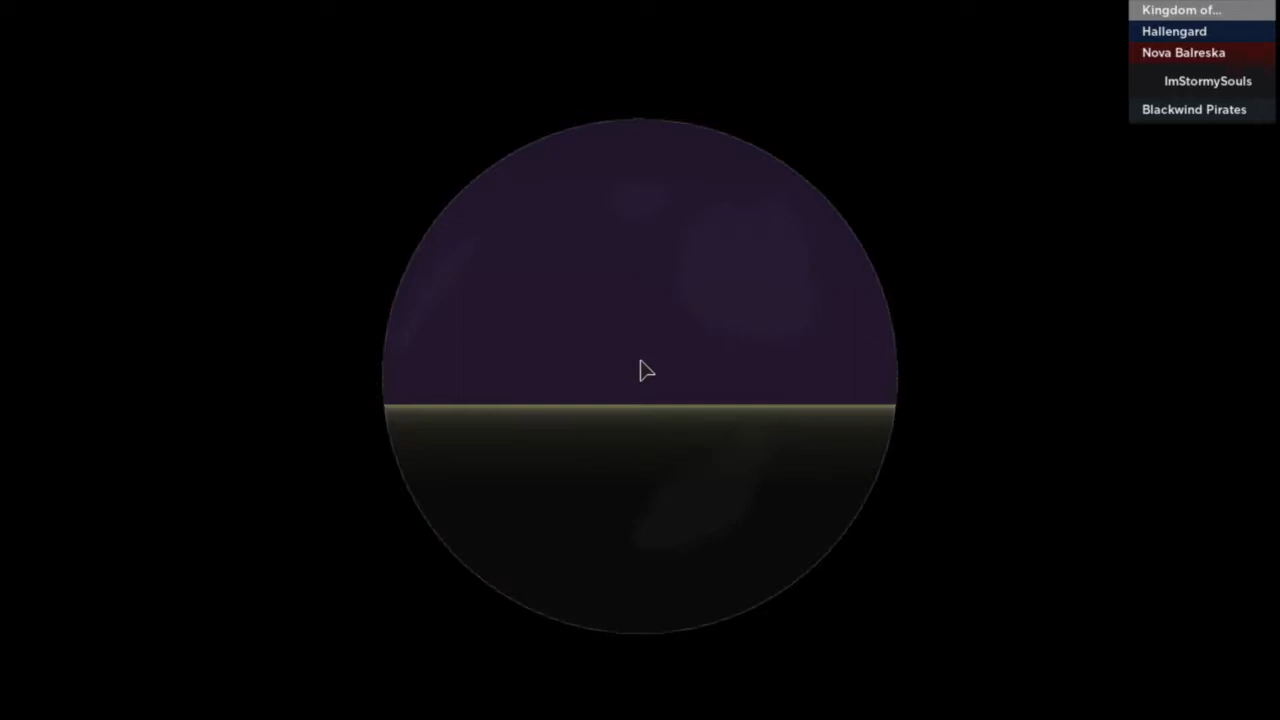 Kingdom of...
Hallengard
Nova Balreska
ImStormySouls
Blackwind Pirates